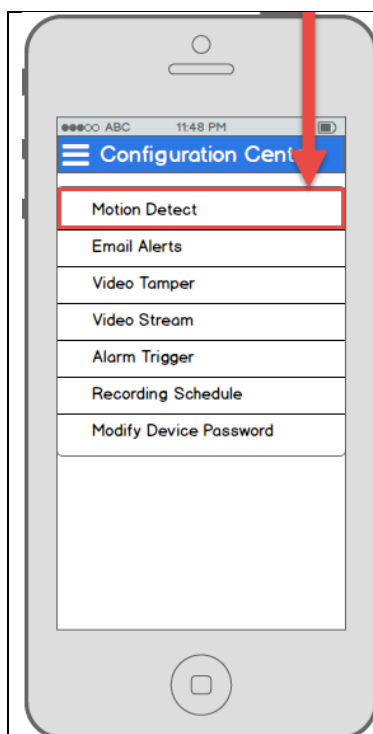 ABC 11:48 PM
Configuration Cent
Motion Detect
Email Alerts
Video Tamper
Video Stream
Alarm Trigger
Recording Schedule
Modify Device Password